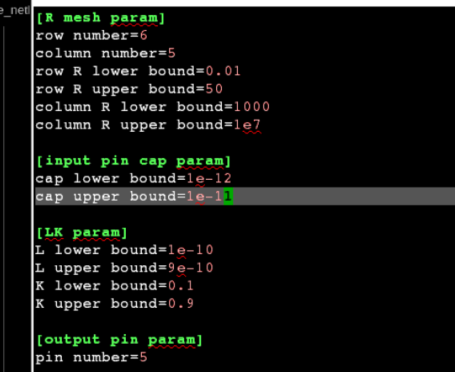 e_net
[R mesh param]
row number=6
column number=5
row R lower bound=0.01
row R upper bound=50
column R lower bound=1000
column R upper bound=1e7
[input pin cap param]
cap lower bound=1e-12
cap upper bound=1e-11
[LK param]
L lower bound=1e-10
L upper bound=9e-10
K lower bound=0.1
K upper bound=0.9
[output pin param]
pin number=5